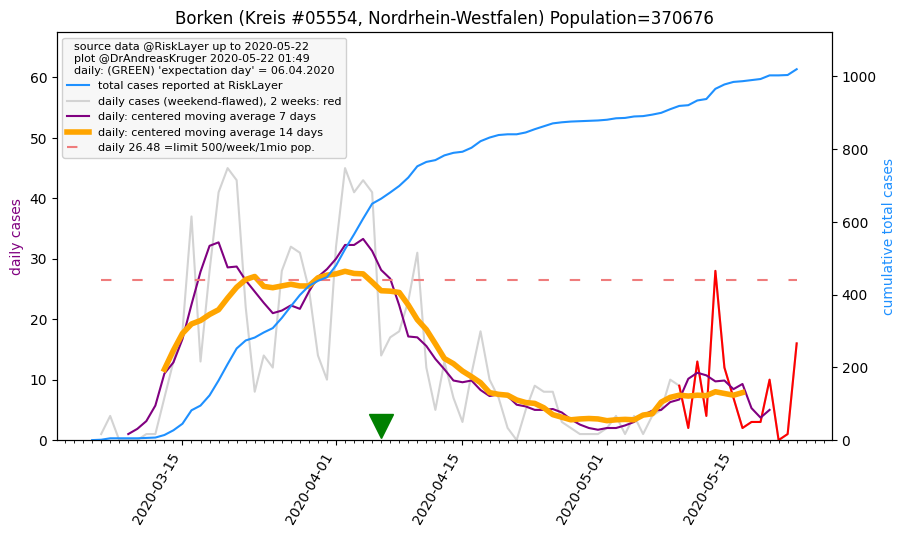 Borken (Kreis #05554, Nordrhein-Westfalen) Population=370676
source data @RiskLayer up to 2020-05-22
plot @DrAndreasKruger 2020-05-22 01:49
daily: (GREEN) 'expectation day' = 06.04.2020
total cases reported at RiskLayer
daily cases (weekend-flawed), 2 weeks: red
daily: centered moving average 7 days
daily: centered moving average 14 days
daily 26.48 =limit 500/week/1mio pop.
daily cases
60
50
40
30
20
10
0
1000
800
600
400
200
0
cumulative total cases
2020-03-15
2020-04-01
2020-04-15
2020-05-01
2020-05-15